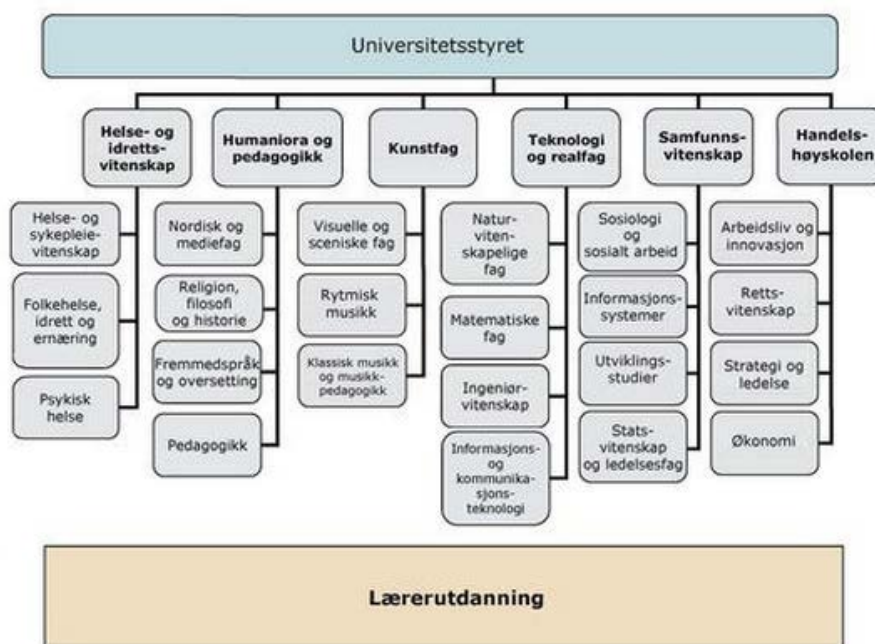 Universitetsstyret
Helse- og
idretts-
vitenskap
Humaniora og
pedagogikk
Kunstfag
Teknologi
og realfag
Samfunns-
vitenskap
Handels-
høyskolen
Helse- og
sykepleie-
vitenskap
Folkehelse,
idrett og
ernæring
Psykisk
helse
Nordisk og
mediefag
Religion,
filosofi
og historie
Fremmedspråk
og oversetting
Pedagogikk
Visuelle og
sceniske fag
Rytmisk
musikk
Klassisk musikk
og musikk-
pedagogikk
Natur-
viten-
skapelige
fag
Matematiske
fag
Ingeniør-
vitenskap
Informasjons-
og
kommunika-
sjons-
teknologi
Sosiologi
og
sosialt arbeid
Informasjons-
systemer
Utviklings-
studier
Stats-
vitenskap
og ledelsesfag
Arbeidsliv og
innovasjon
Retts-
vitenskap
Strategi og
ledelse
Økonomi
Lærerutdanning